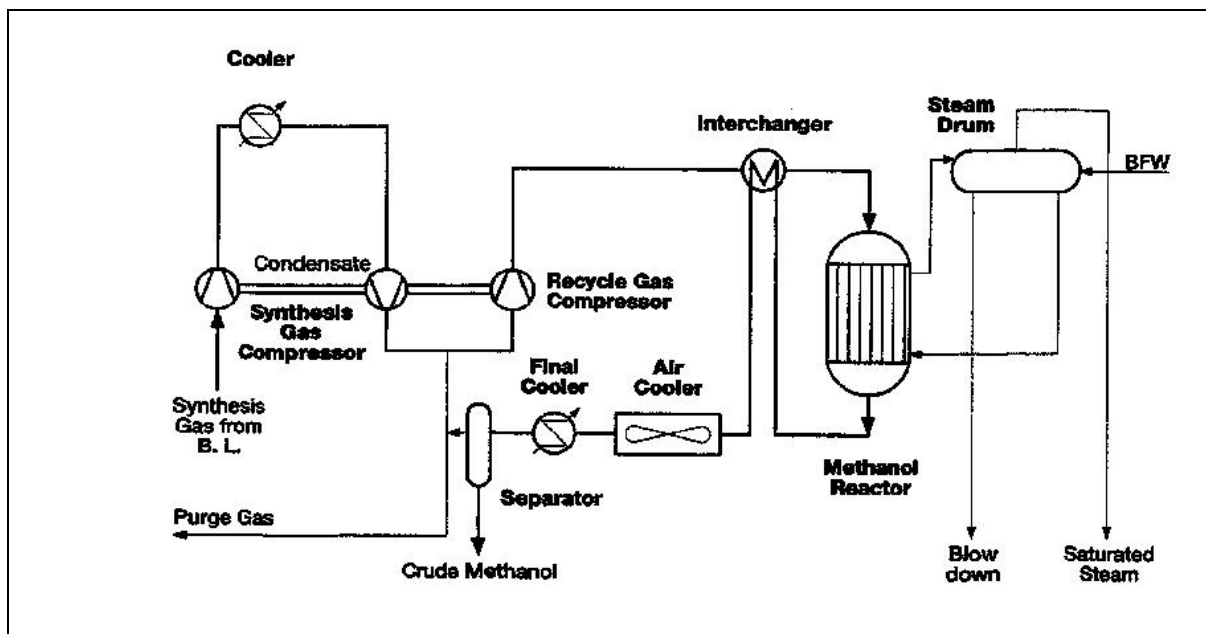 Cooler
Interchanger
Steam
Drum
BFW
Condensate
Synthesis
Gas
Compressor
Recycle Gas
Compressor
Synthesis
Gas from
B. L.
Final
Cooler
Air
Cooler
Separator
Methanol
Reactor
Purge Gas
Crude Methanol
Blow
down
Saturated
Steam